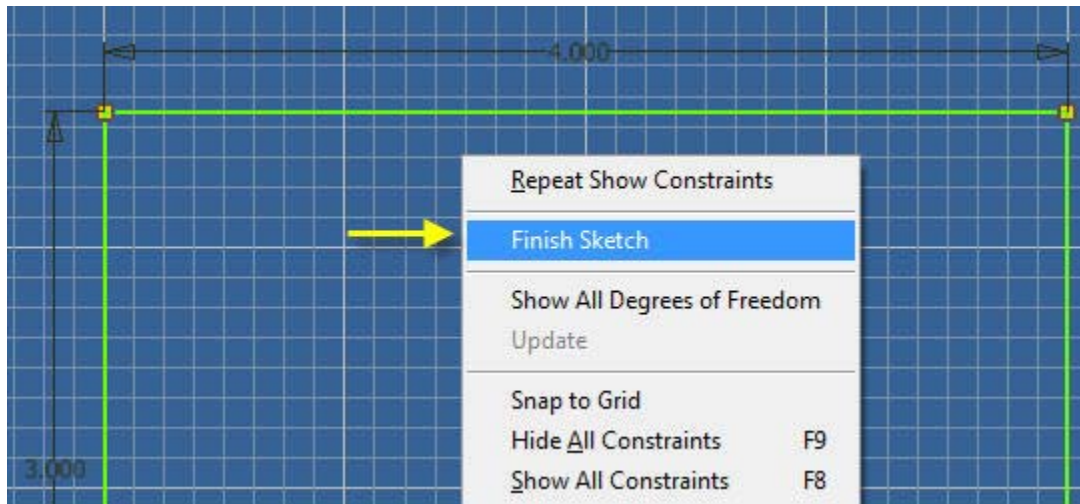 4.000
Repeat Show Constraints
Finish Sketch
Show All Degrees of Freedom
Update
Snap to Grid
Hide All Constraints F9
Show All Constraints F8
3.000